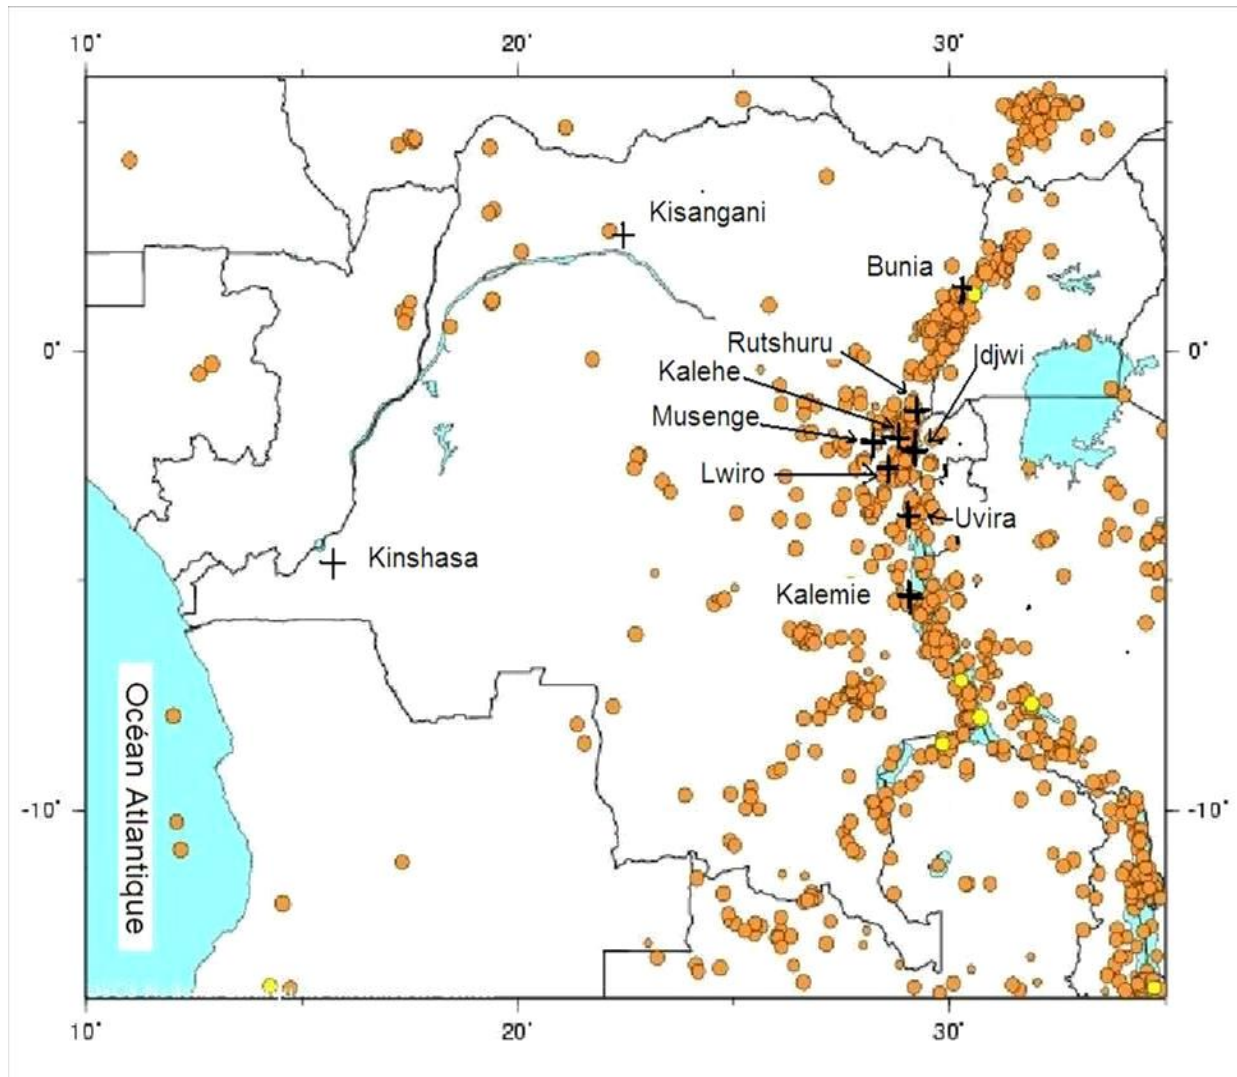 10°
20°
30°
Kisangani
Bunia
0°
Rutshuru
Idjwi
0°
Kalehe
Musenge
Lwiro
Uvira
Kinshasa
Kalemie
Océán Atlantique
-10°
-10°
10°
20°
30°